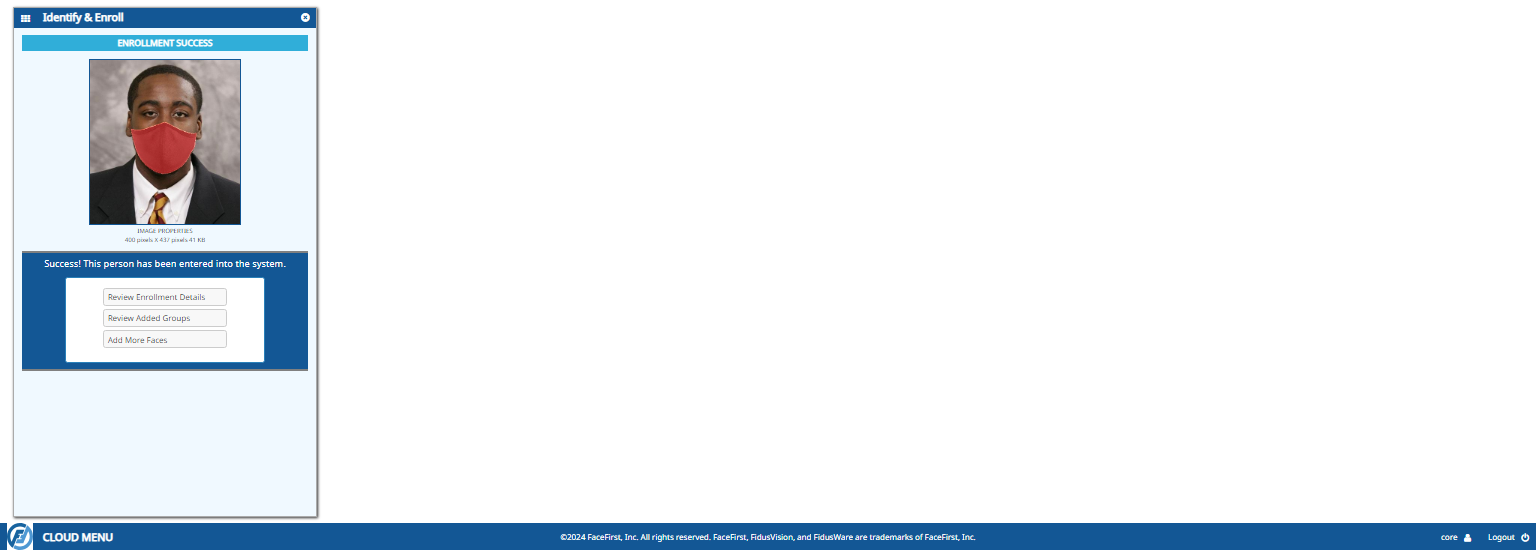 Identify & Enroll
ENROLLMENT SUCCESS
IMAGE PROPERTIES
400 pixels X 437 pixels 41 KB
Success! This person has been entered into the system.
Review Enrollment Details
Review Added Groups
Add More Faces
CLOUD MENU
©2024 FaceFirst, Inc. All rights reserved. FaceFirst, FidusVision, and FidusWare are trademarks of FaceFirst, Inc.
core
Logout